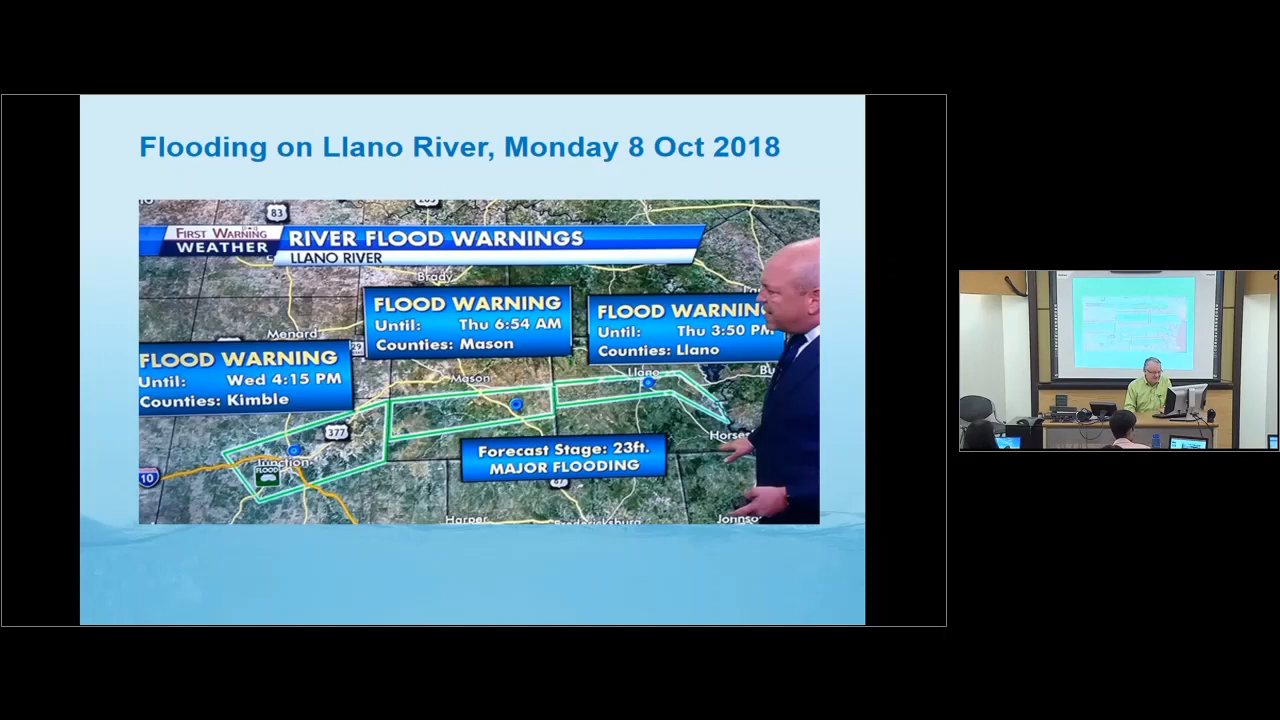 Flooding on Llano River, Monday 8 Oct 2018
83
FIRST WARNING
WEATHER
RIVER FLOOD WARNINGS
LLANO RIVER
Brady
FLOOD WARNING
Until: Thu 6:54 AM
Counties: Mason
FLOOD WARNING
Until: Thu 3:50 PM
Counties: Llano
Menard
FLOOD WARNING
Until: Wed 4:15 PM
Counties: Kimble
Mason
Llano
377
Junction
FLOOD
10
Forecast Stage: 23ft.
MAJOR FLOODING
87
Harper
Fredericksburg